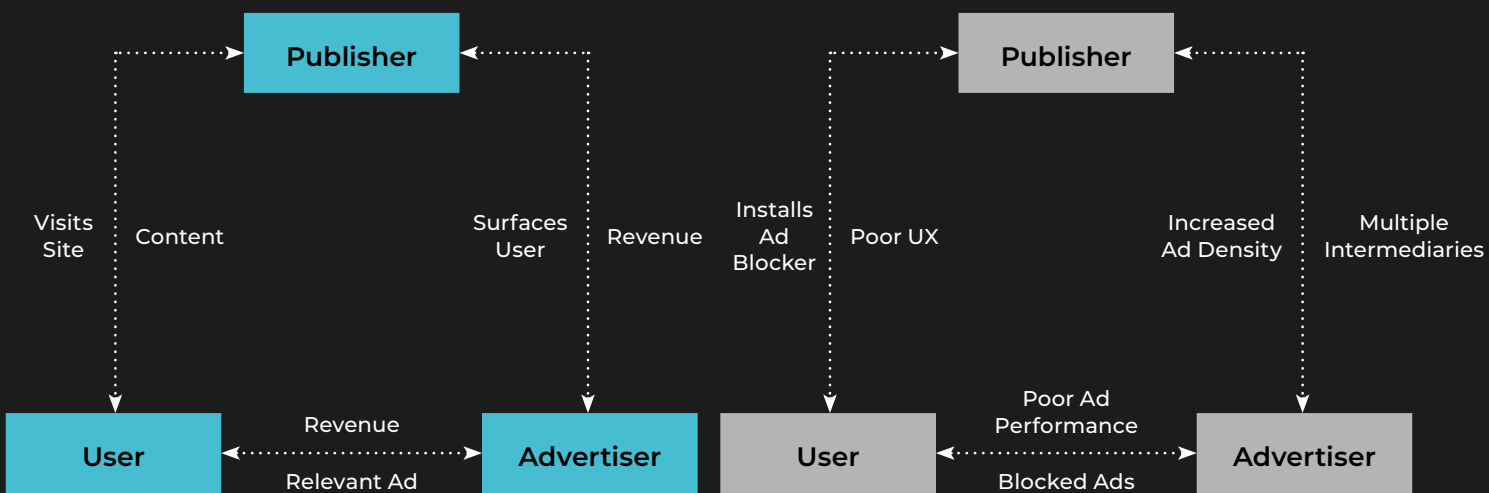 Publisher
Visits
Site
Content
Surfaces
User
Revenue
User
Revenue
Relevant Ad
Advertiser
Publisher
Installs
Ad
Blocker
Poor UX
Increased
Ad Density
Multiple
Intermediaries
User
Poor Ad
Performance
Blocked Ads
Advertiser